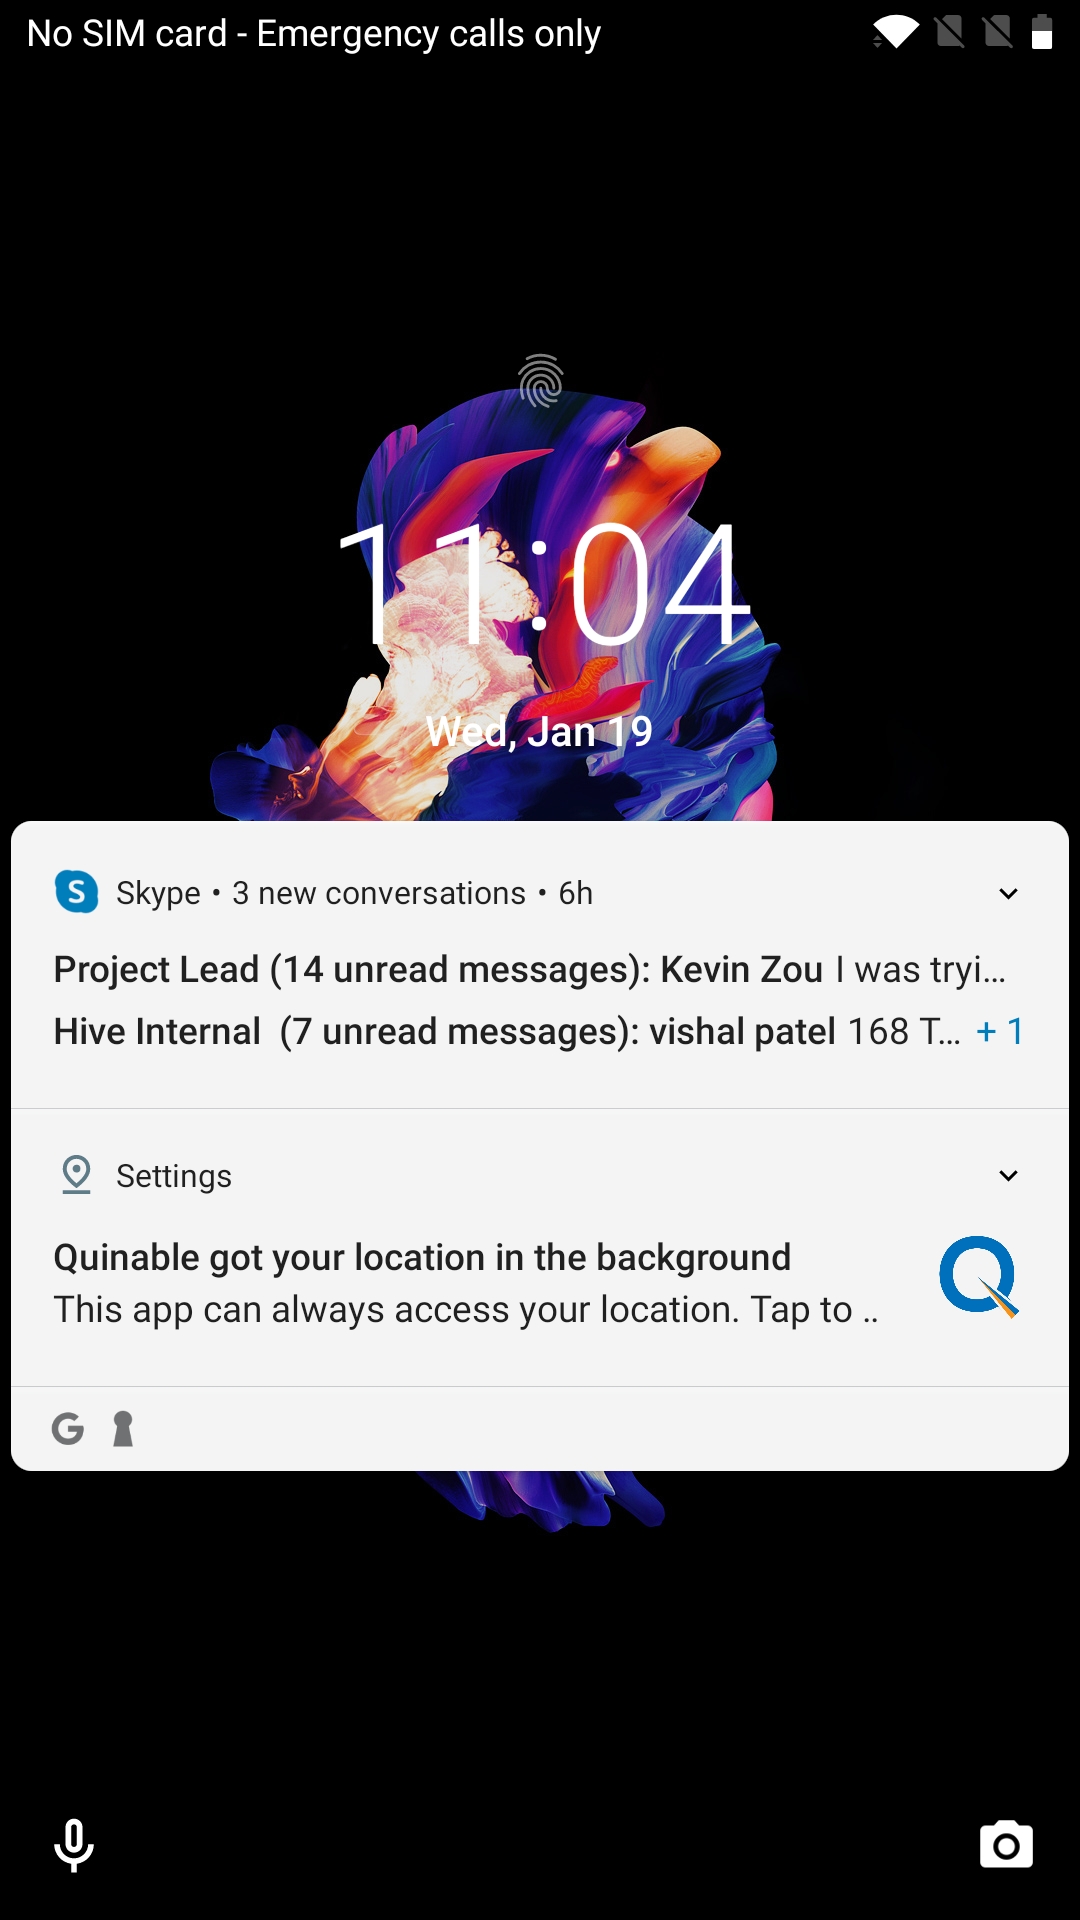 No SIM card - Emergency calls only
11:04
Wed, Jan 19
Skype • 3 new conversations • 6h
Project Lead (14 unread messages): Kevin Zou I was tryi…
Hive Internal  (7 unread messages): vishal patel 168 T… + 1
Settings
Quinable got your location in the background
This app can always access your location. Tap to ..